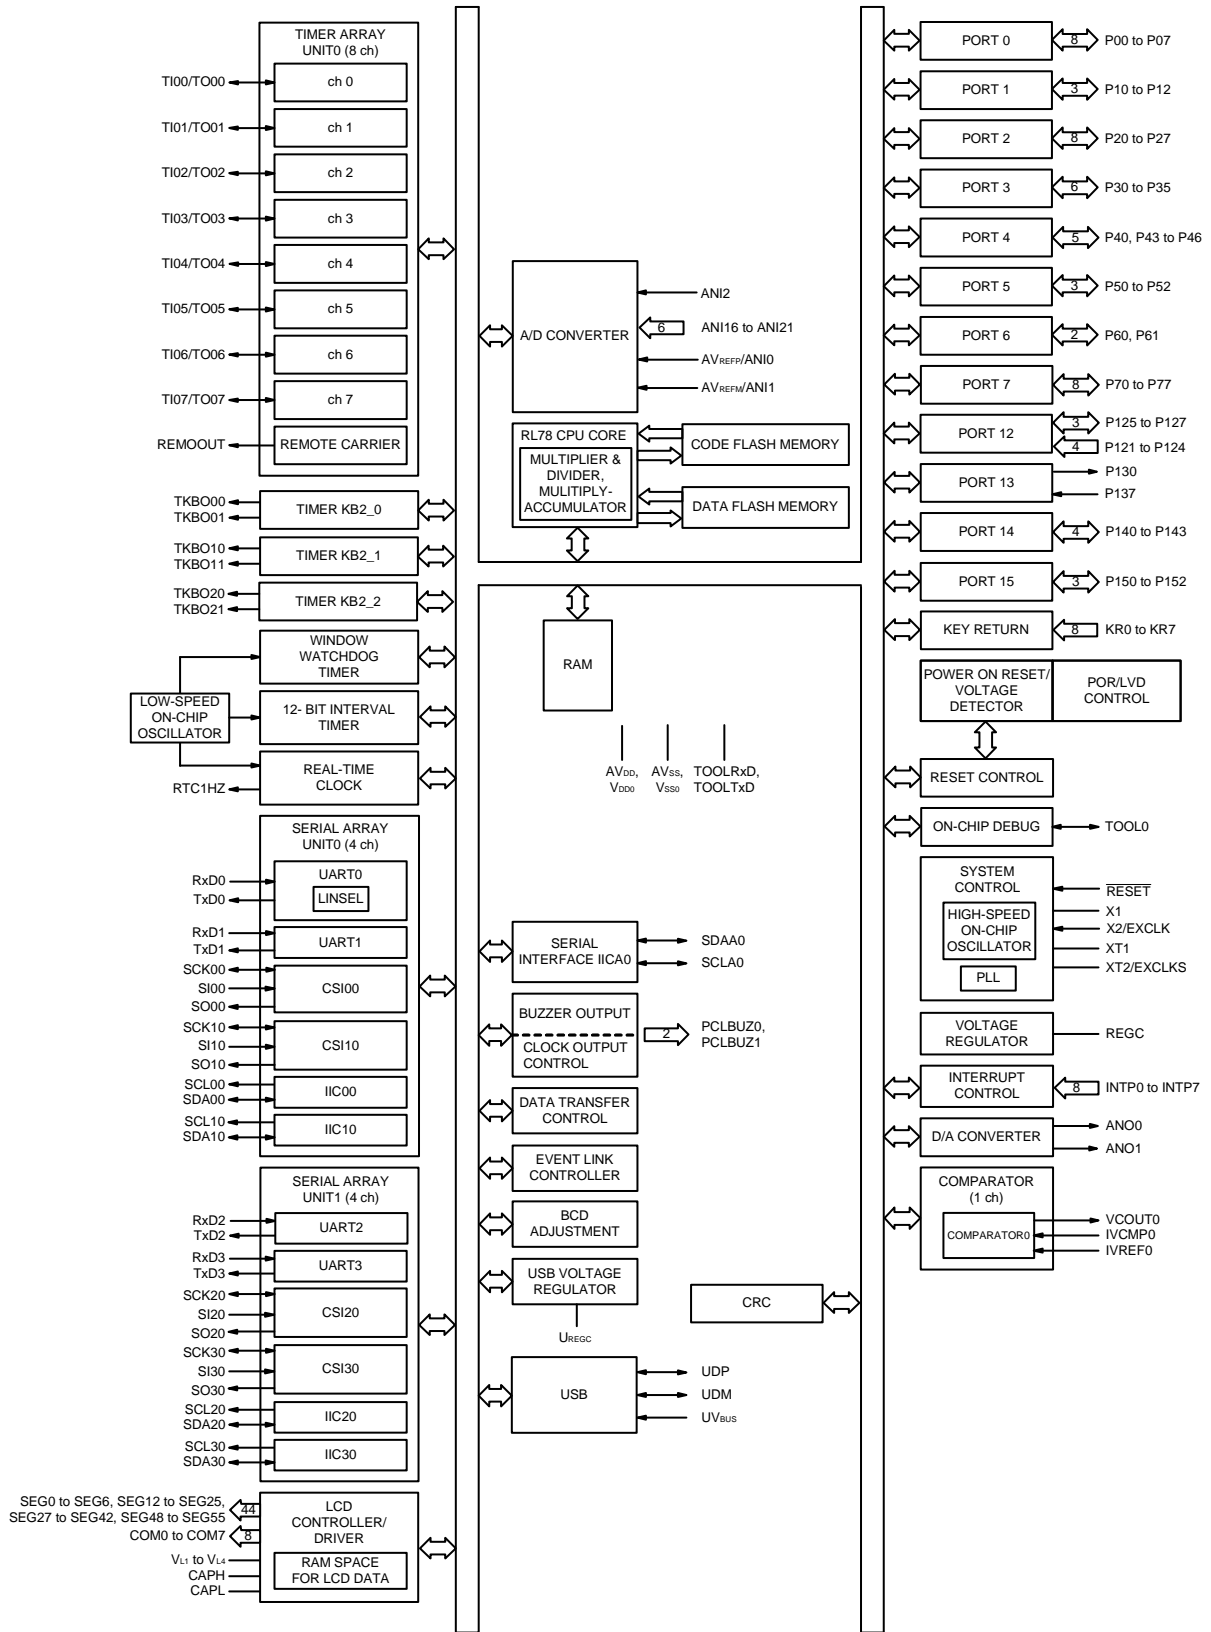 TIMER ARRAY
UNIT0 (8 ch)
TI00/TO00
ch 0
TI01/TO01
ch 1
TI02/TO02
ch 2
TI03/TO03
ch 3
TI04/TO04
ch 4
TI05/TO05
ch 5
TI06/TO06
ch 6
TI07/TO07
ch 7
REMOOUT
REMOTE CARRIER
TKBO00
TKBO01
TIMER KB2_0
TKBO10
TKBO11
TIMER KB2_1
TKBO20
TKBO21
TIMER KB2_2
WINDOW
WATCHDOG
TIMER
LOW-SPEED
ON-CHIP
OSCILLATOR
12- BIT INTERVAL
TIMER
REAL-TIME
CLOCK
RTC1HZ
SERIAL ARRAY
UNIT0 (4 ch)
RxD0
TxD0
UART0
LINSEL
RxD1
TxD1
UART1
SCK00
SI00
SO00
CSI00
SCK10
SI10
SO10
CSI10
SCL00
SDA00
IIC00
SCL10
SDA10
IIC10
SERIAL ARRAY
UNIT1 (4 ch)
RxD2
TxD2
UART2
RxD3
TxD3
UART3
SCK20
SI20
SO20
CSI20
SCK30
SI30
SO30
CSI30
SCL20
SDA20
IIC20
SCL30
SDA30
IIC30
SEG0 to SEG6, SEG12 to SEG25,
SEG27 to SEG42, SEG48 to SEG55
44
COM0 to COM7
8
VL1 to VL4
CAPH
CAPL
LCD
CONTROLLER/
DRIVER
RAM SPACE
FOR LCD DATA
A/D CONVERTER
ANI2
6
ANI16 to ANI21
AVREFP/ANI0
AVREFM/ANI1
RL78 CPU CORE
MULTIPLIER &
DIVIDER,
MULITIPLY-
ACCUMULATOR
CODE FLASH MEMORY
DATA FLASH MEMORY
RAM
AVDD,
VDD0
AVSS,
VSS0
TOOLRxD,
TOOLTxD
SERIAL
INTERFACE IICA0
SDAA0
SCLA0
BUZZER OUTPUT
CLOCK OUTPUT
CONTROL
2
PCLBUZ0,
PCLBUZ1
DATA TRANSFER
CONTROL
EVENT LINK
CONTROLLER
BCD
ADJUSTMENT
USB VOLTAGE
REGULATOR
UREGC
CRC
USB
UDP
UDM
UVBUS
PORT 0
8
P00 to P07
PORT 1
3
P10 to P12
PORT 2
8
P20 to P27
PORT 3
6
P30 to P35
PORT 4
5
P40, P43 to P46
PORT 5
3
P50 to P52
PORT 6
2
P60, P61
PORT 7
8
P70 to P77
PORT 12
3
P125 to P127
4
P121 to P124
PORT 13
P130
P137
PORT 14
4
P140 to P143
PORT 15
3
P150 to P152
KEY RETURN
8
KR0 to KR7
POWER ON RESET/
VOLTAGE
DETECTOR
POR/LVD
CONTROL
RESET CONTROL
ON-CHIP DEBUG
TOOL0
SYSTEM
CONTROL
HIGH-SPEED
ON-CHIP
OSCILLATOR
PLL
RESET
X1
X2/EXCLK
XT1
XT2/EXCLKS
VOLTAGE
REGULATOR
REGC
INTERRUPT
CONTROL
8
INTP0 to INTP7
D/A CONVERTER
ANO0
ANO1
COMPARATOR
(1 ch)
COMPARATOR0
VCOUT0
IVCMP0
IVREF0